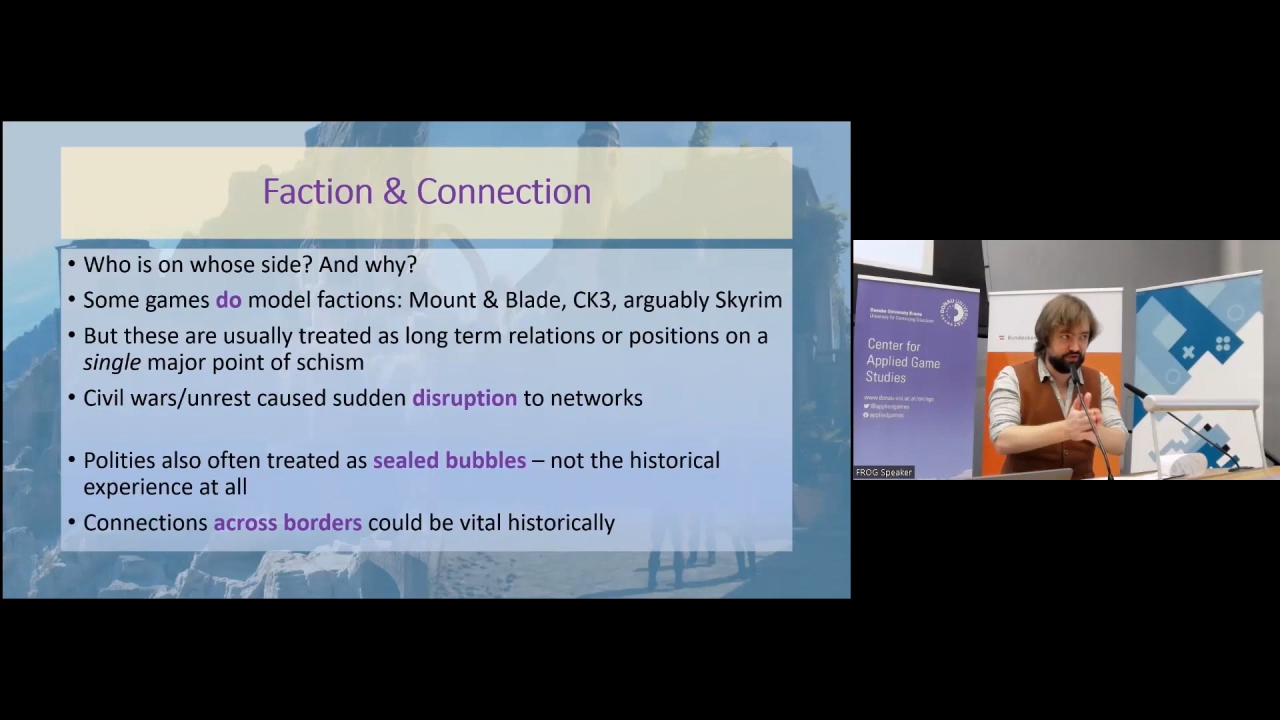 Faction & Connection
• Who is on whose side? And why?
• Some games do model factions: Mount & Blade, CK3, arguably Skyrim
• But these are usually treated as long term relations or positions on a
single major point of schism
• Civil wars/unrest caused sudden disruption to networks
• Polities also often treated as sealed bubbles – not the historical
experience at all
• Connections across borders could be vital historically
Center for
Applied Game
Studies
@appliedgames
appliedgames
FROG Speaker